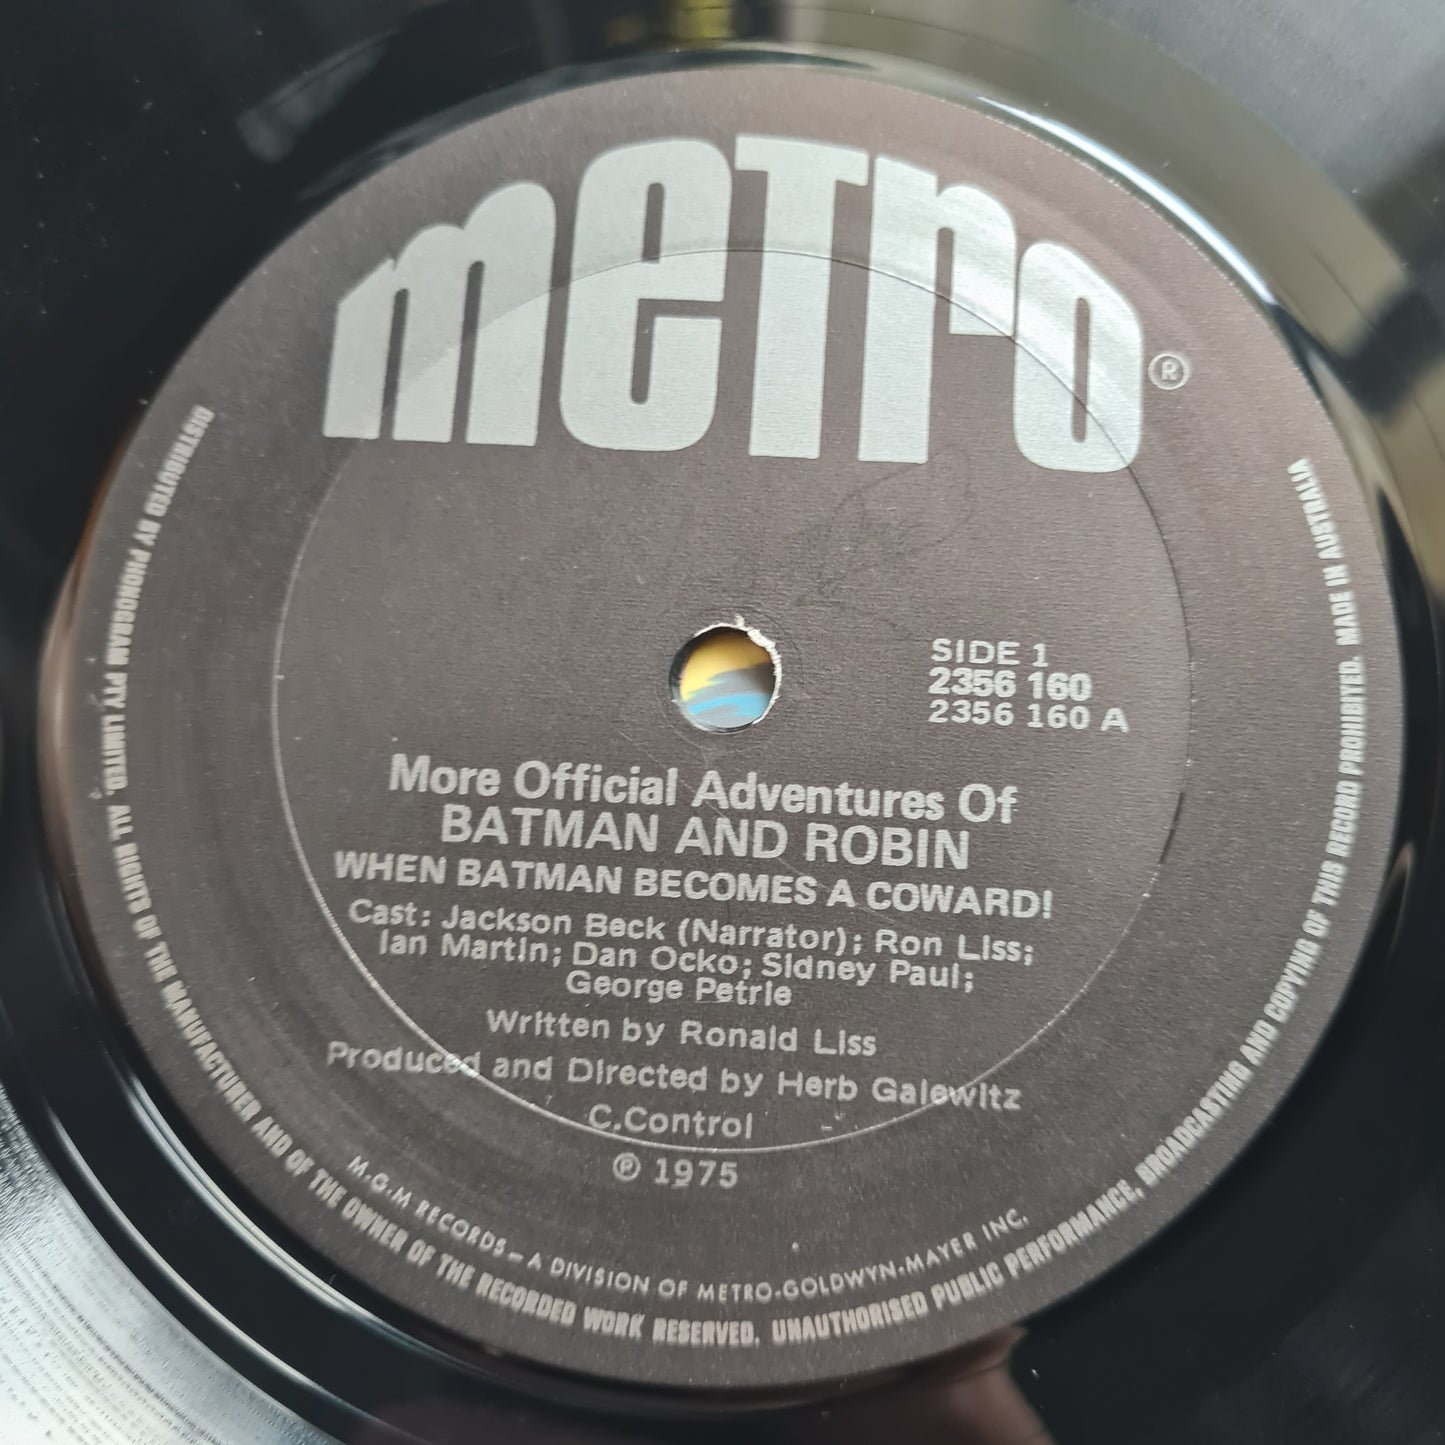 metro ®
SIDE 1
2356 160
2356 160 A
More Official Adventures Of
BATMAN AND ROBIN
WHEN BATMAN BECOMES A COWARD!
Cast: Jackson Beck (Narrator); Ron Liss;
Ian Martin; Dan Ocko; Sidney Paul;
George Petrie
Written by Ronald Liss
Produced and Directed by Herb Galewitz
C.Control
℗ 1975
M.G.M RECORDS – A DIVISION OF METRO-GOLDWYN-MAYER INC.
DISTRIBUTED BY PHONOGRAM PTY LIMITED. ALL RIGHTS OF THE MANUFACTURER AND OF THE OWNER OF THE RECORDED WORK RESERVED. UNAUTHORISED PUBLIC PERFORMANCE, BROADCASTING AND COPYING OF THIS RECORD PROHIBITED. MADE IN AUSTRALIA